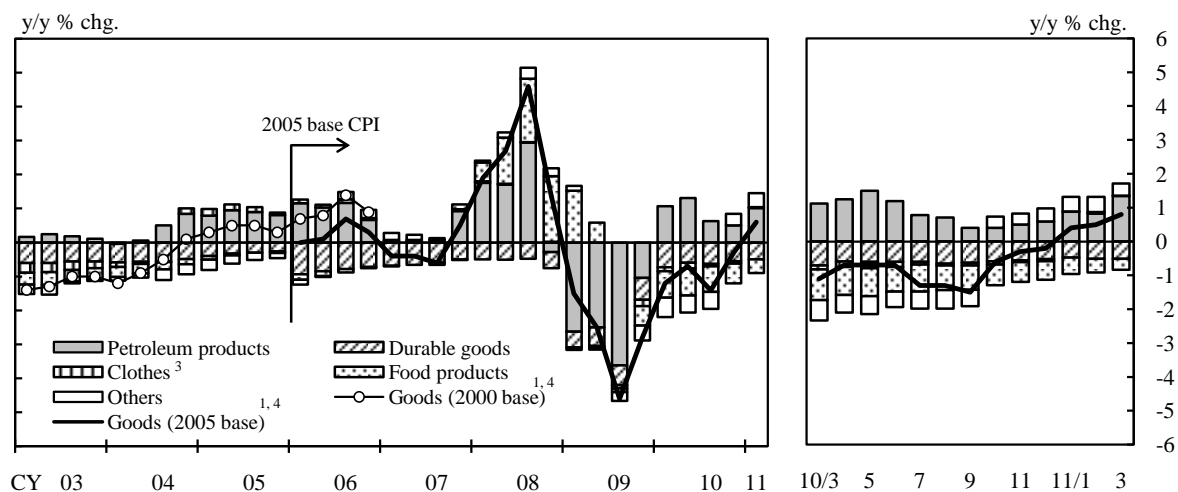 y/y % chg.
y/y % chg.
2005 base CPI
Petroleum products
Durable goods
Clothes 3
Food products
Others
Goods (2000 base) 1, 4
Goods (2005 base) 1, 4
6
5
4
3
2
1
0
-1
-2
-3
-4
-5
-6
CY 03 04 05 06 07 08 09 10 11
10/3 5 7 9 11 11/1 3